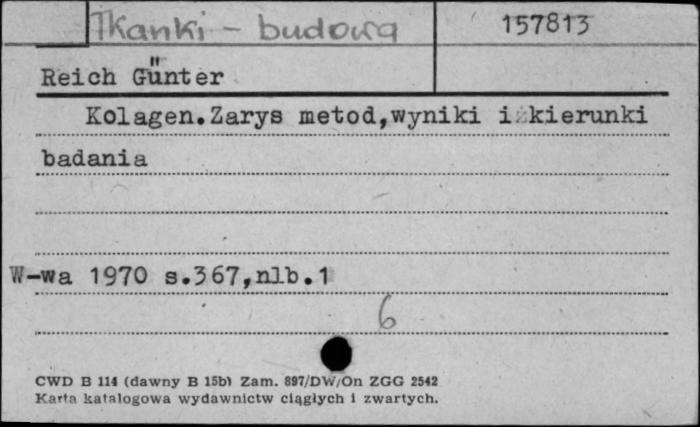 Tkanki - budowa
157813
Reich Günter
Kolagen.Zarys metod,wyniki i kierunki
badania
W-wa 1970 s.367,nlb.1
6
CWD B 114 (dawny B 15b) Zam. 897/DW/On ZGG 2542
Karta katalogowa wydawnictw ciągłych i zwartych.